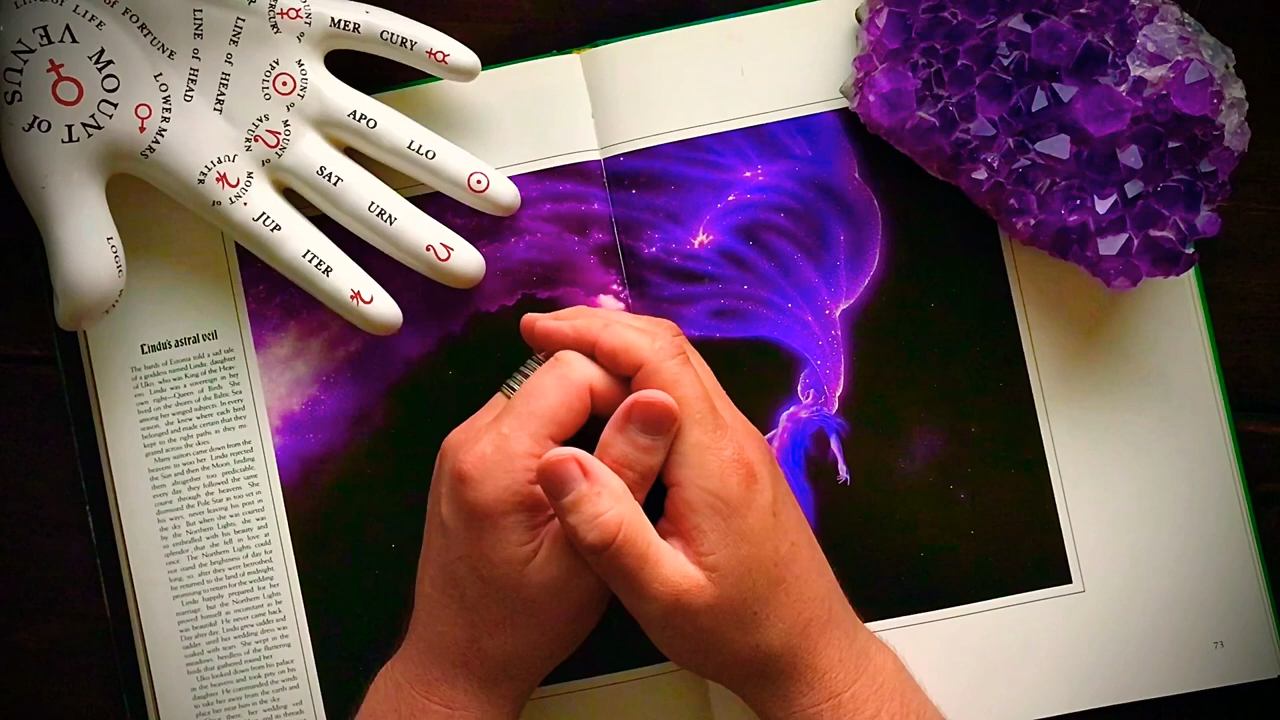 LINE of LIFE
of FORTUNE
LINE of HEAD
LINE of HEART
MOUNT of VENUS
LOWER MARS
MOUNT of JUPITER
MOUNT of SATURN
MOUNT of APOLLO
MOUNT of MERCURY
MER CURY
APO LLO
SAT URN
JUP ITER
LOGIC
Lindu's astral veil
The bards of Estonia told a sad tale
of a goddess named Lindu, daughter
of Uko, who was King of the Heav-
ens. Lindu was a sovereign in her
own right—Queen of Birds. She
lived on the shores of the Baltic Sea
among her winged subjects. In every
season, she knew where each bird
belonged and made certain that they
kept to the right paths as they mi-
grated across the skies.
Many suitors came down from the
heavens to woo her. Lindu rejected
the Sun and then the Moon, finding
them altogether too predictable,
every day, they followed the same
course through the heavens. She
dismissed the Pole Star as too set in
his ways, never leaving his post in
the sky. But when she was courted
by the Northern Lights, she was
so enthralled with his beauty and
splendor that she fell in love at
once. The Northern Lights could
not stand the brightness of day for
long, so, after they were betrothed,
he returned to the land of midnight,
promising to return for the wedding.
Lindu happily prepared for her
marriage, but the Northern Lights
proved himself as inconstant as he
was beautiful. He never came back.
Day after day, Lindu grew sadder and
sadder, until her wedding dress was
soaked with tears. She wept in the
meadows, heedless of the fluttering
birds that gathered round her.
Uko looked down from his palace
in the heavens and took pity on his
daughter. He commanded the winds
to take her away from the earth and
place her near him in the sky.
there, her wedding veil
and its threads
73